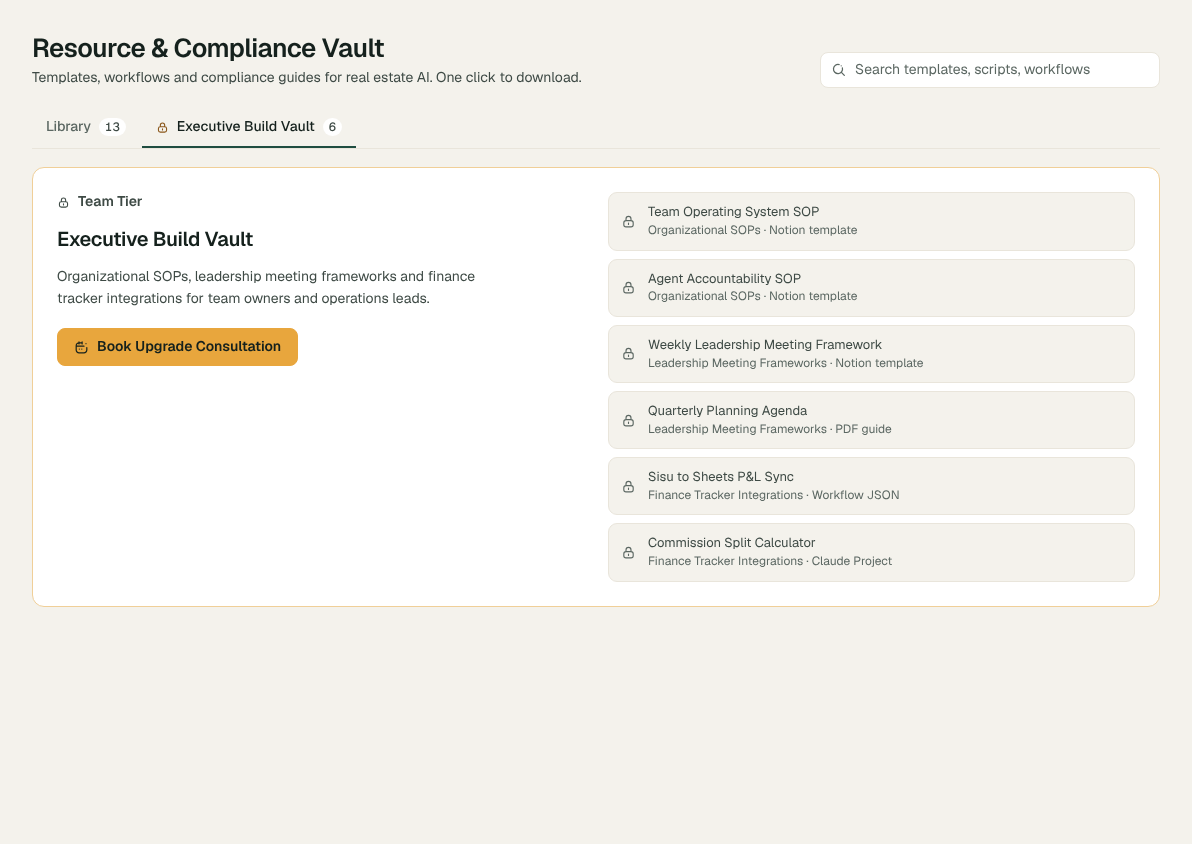 Resource & Compliance Vault
Templates, workflows and compliance guides for real estate AI. One click to download.
Search templates, scripts, workflows
Library 13
Executive Build Vault 6
Team Tier
Executive Build Vault
Organizational SOPs, leadership meeting frameworks and finance
tracker integrations for team owners and operations leads.
Book Upgrade Consultation
Team Operating System SOP
Organizational SOPs · Notion template
Agent Accountability SOP
Organizational SOPs · Notion template
Weekly Leadership Meeting Framework
Leadership Meeting Frameworks · Notion template
Quarterly Planning Agenda
Leadership Meeting Frameworks · PDF guide
Sisu to Sheets P&L Sync
Finance Tracker Integrations · Workflow JSON
Commission Split Calculator
Finance Tracker Integrations · Claude Project